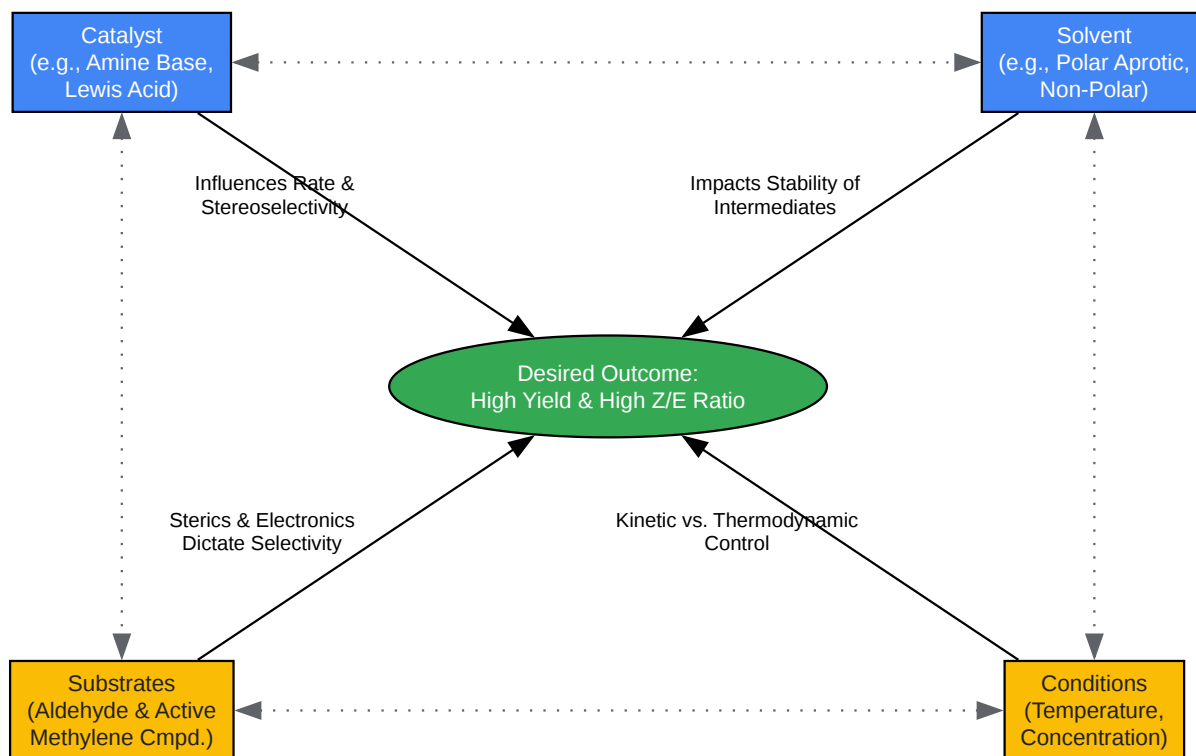 Catalyst
(e.g., Amine Base,
Lewis Acid)
Solvent
(e.g., Polar Aprotic,
Non-Polar)
Influences Rate &
Stereoselectivity
Impacts Stability of
Intermediates
Desired Outcome:
High Yield & High Z/E Ratio
Sterics & Electronics
Dictate Selectivity
Kinetic vs. Thermodynamic
Control
Substrates
(Aldehyde & Active
Methylene Cmpd.)
Conditions
(Temperature,
Concentration)